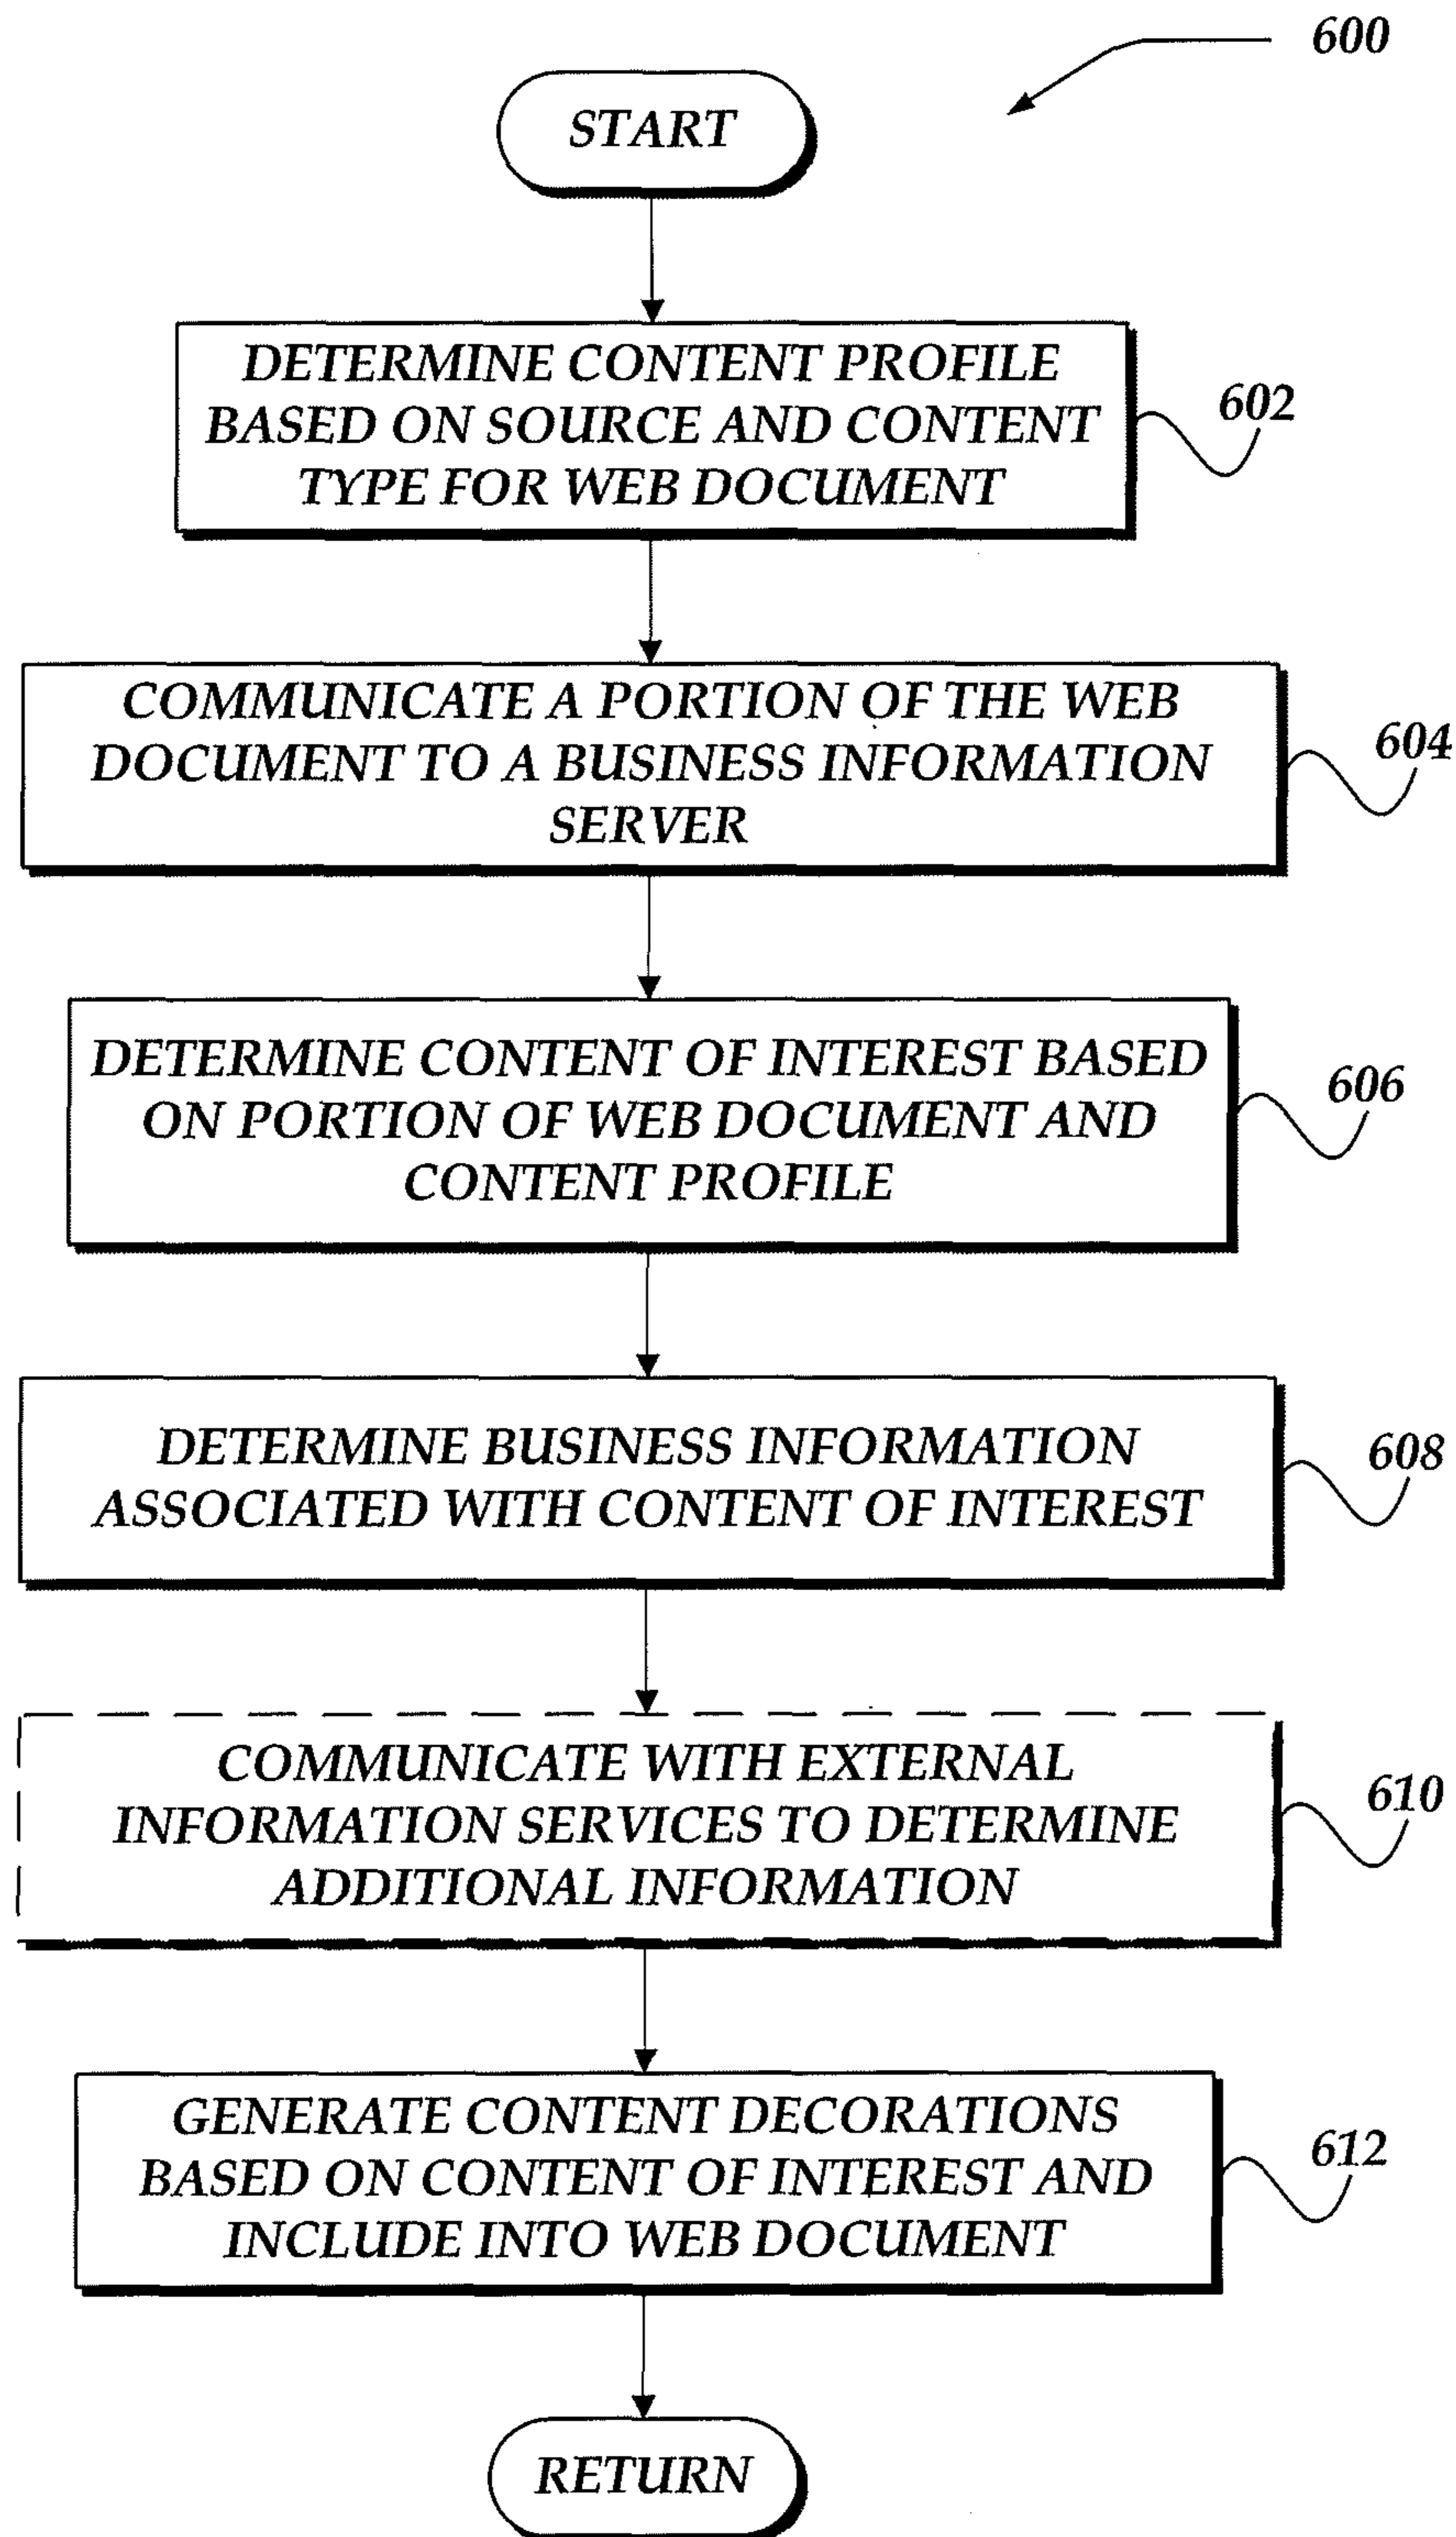 600
START
DETERMINE CONTENT PROFILE
BASED ON SOURCE AND CONTENT
TYPE FOR WEB DOCUMENT
602
COMMUNICATE A PORTION OF THE WEB
DOCUMENT TO A BUSINESS INFORMATION
SERVER
604
DETERMINE CONTENT OF INTEREST BASED
ON PORTION OF WEB DOCUMENT AND
CONTENT PROFILE
606
DETERMINE BUSINESS INFORMATION
ASSOCIATED WITH CONTENT OF INTEREST
608
COMMUNICATE WITH EXTERNAL
INFORMATION SERVICES TO DETERMINE
ADDITIONAL INFORMATION
610
GENERATE CONTENT DECORATIONS
BASED ON CONTENT OF INTEREST AND
INCLUDE INTO WEB DOCUMENT
612
RETURN